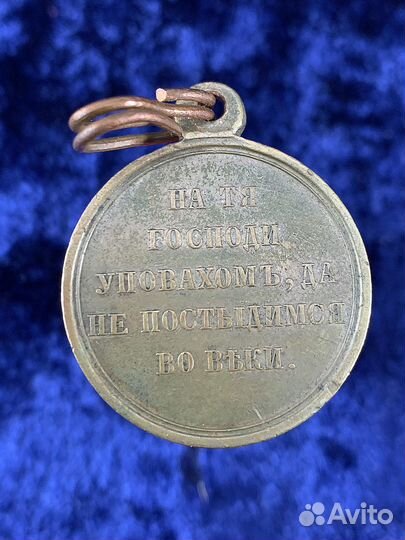 НА ТЯ
ГОСПОДИ
УПОВАХОМЪ, ДА
НЕ ПОСТЫДИМСЯ
ВО ВѢКИ.
Avito